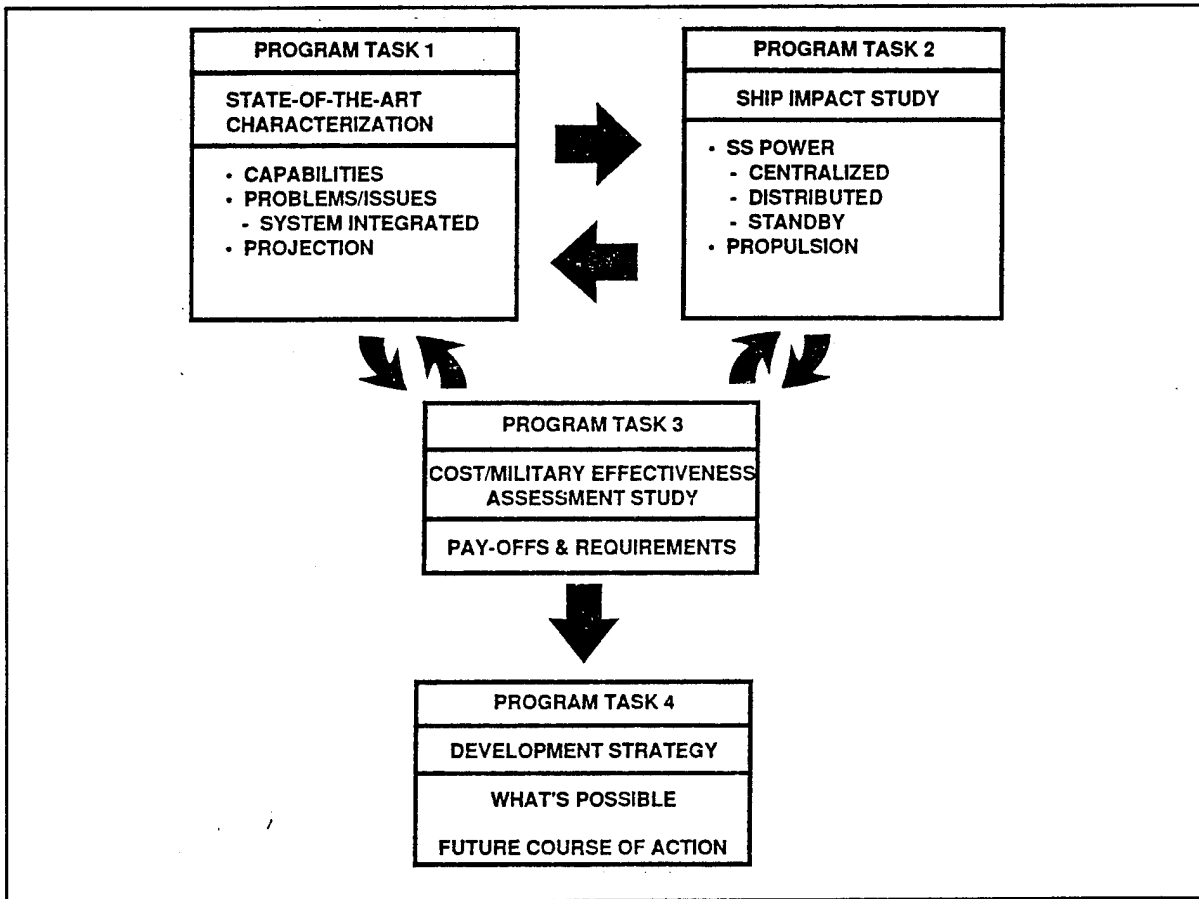 PROGRAM TASK 1
STATE-OF-THE-ART
CHARACTERIZATION
• CAPABILITIES
• PROBLEMS/ISSUES
- SYSTEM INTEGRATED
• PROJECTION
PROGRAM TASK 2
SHIP IMPACT STUDY
• SS POWER
- CENTRALIZED
- DISTRIBUTED
- STANDBY
• PROPULSION
PROGRAM TASK 3
COST/MILITARY EFFECTIVENESS
ASSESSMENT STUDY
PAY-OFFS & REQUIREMENTS
PROGRAM TASK 4
DEVELOPMENT STRATEGY
WHAT'S POSSIBLE
FUTURE COURSE OF ACTION